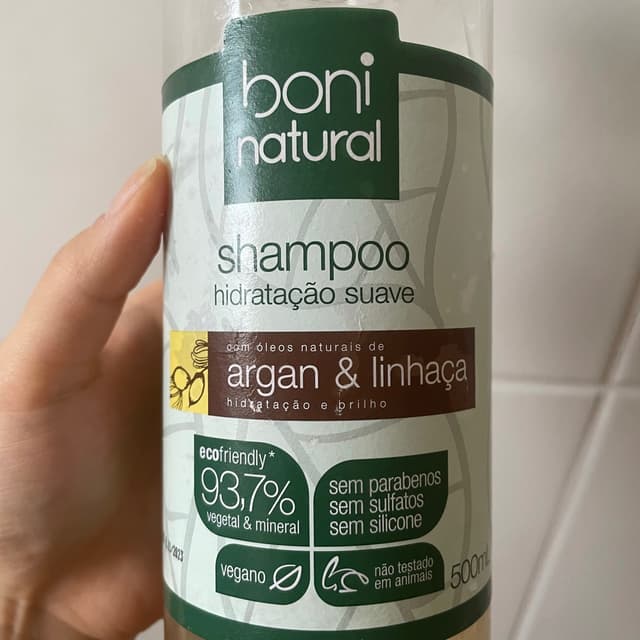 boni
natural
shampoo
hidratação suave
com óleos naturais de
argan & linhaça
hidratação e brilho
ecofriendly*
93,7%
vegetal & mineral
sem parabenos
sem sulfatos
sem silicone
vegano
não testado
em animais
500mL